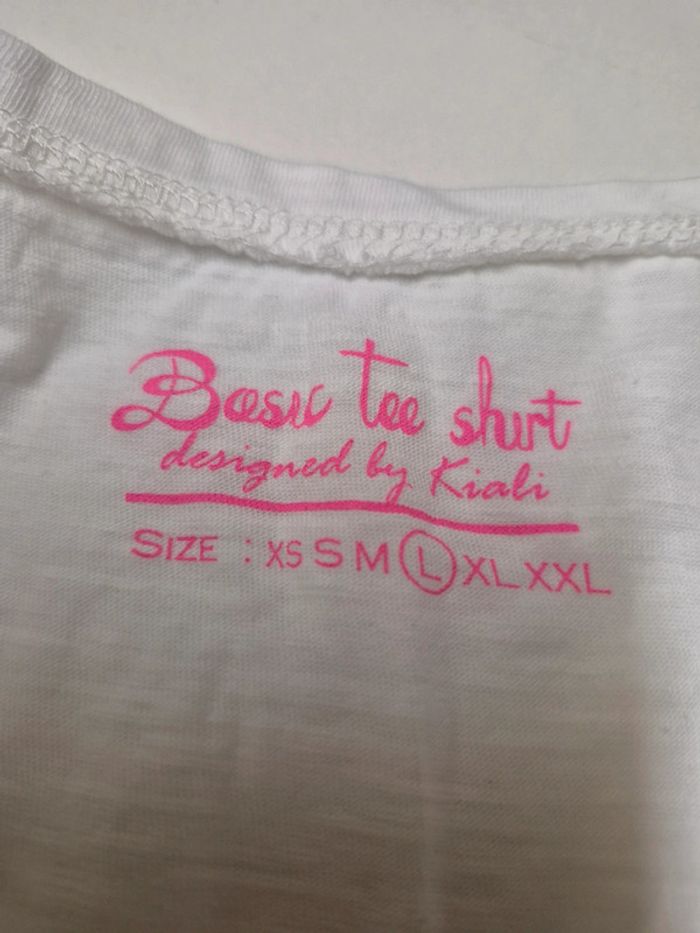 Basic tee shirt
designed by Kiali
SIZE : XS S M L XL XXL